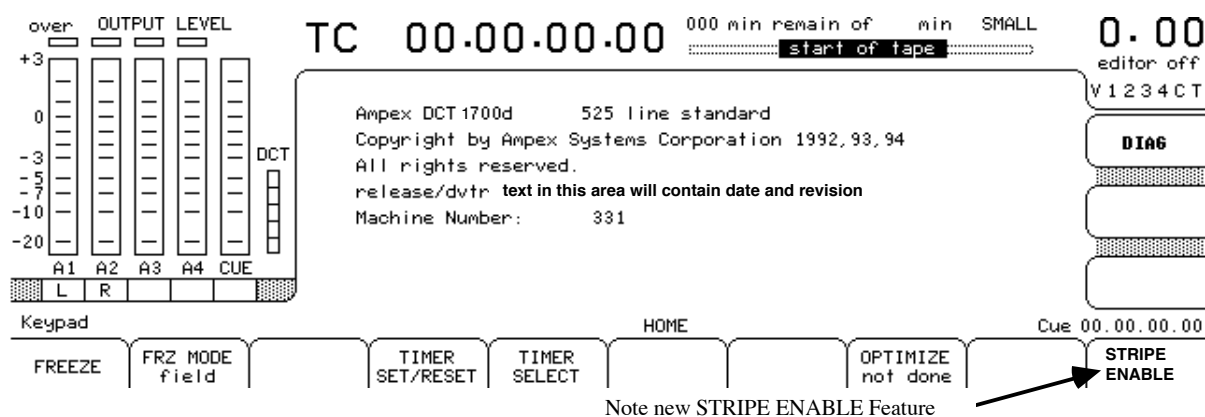 over OUTPUT LEVEL
TC 00.00.00.00
000 min remain of min SMALL
start of tape
0.00
editor off
V 1 2 3 4 C T
+3
0
-3
-5
-7
-10
-20
DCT
A1 A2 A3 A4 CUE
L R
Ampex DCT 1700d 525 line standard
Copyright by Ampex Systems Corporation 1992,93,94
All rights reserved.
release/dvtr text in this area will contain date and revision
Machine Number: 331
DIAG
Keypad HOME Cue 00.00.00.00
FREEZE
FRZ MODE
field
TIMER
SET/RESET
TIMER
SELECT
OPTIMIZE
not done
STRIPE
ENABLE
Note new STRIPE ENABLE Feature